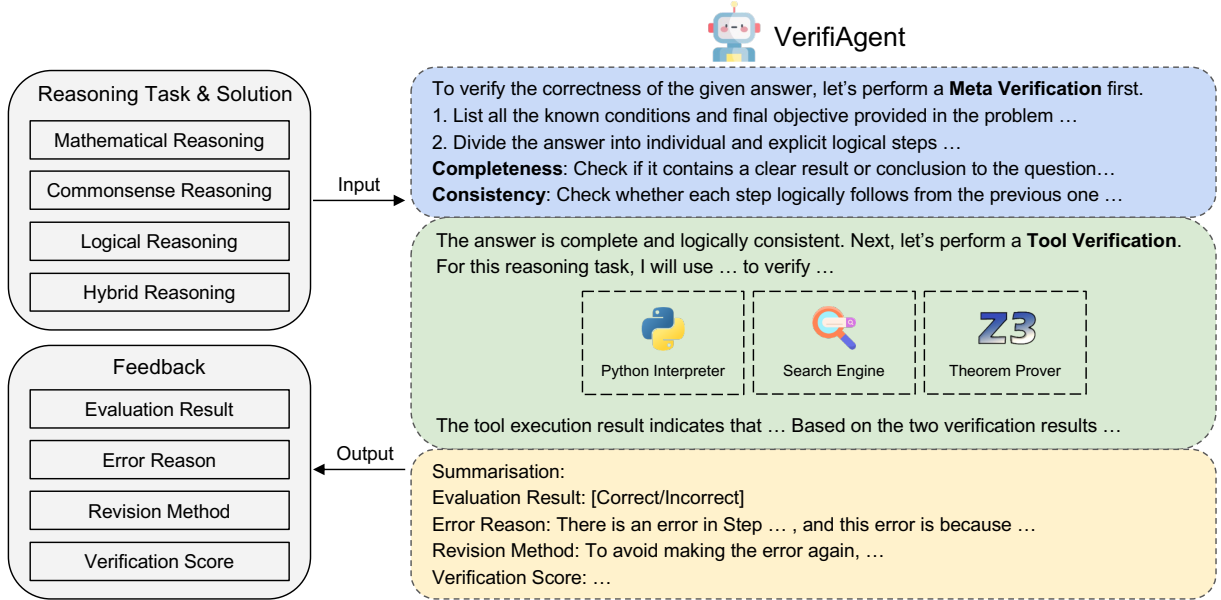 VerifiAgent
Reasoning Task & Solution
Mathematical Reasoning
Commonsense Reasoning
Logical Reasoning
Hybrid Reasoning
Input
To verify the correctness of the given answer, let's perform a Meta Verification first.
1. List all the known conditions and final objective provided in the problem …
2. Divide the answer into individual and explicit logical steps …
Completeness: Check if it contains a clear result or conclusion to the question…
Consistency: Check whether each step logically follows from the previous one …
The answer is complete and logically consistent. Next, let's perform a Tool Verification.
For this reasoning task, I will use … to verify …
Python Interpreter
Search Engine
Z3
Theorem Prover
The tool execution result indicates that … Based on the two verification results …
Output
Summarisation:
Evaluation Result: [Correct/Incorrect]
Error Reason: There is an error in Step … , and this error is because …
Revision Method: To avoid making the error again, …
Verification Score: …
Feedback
Evaluation Result
Error Reason
Revision Method
Verification Score